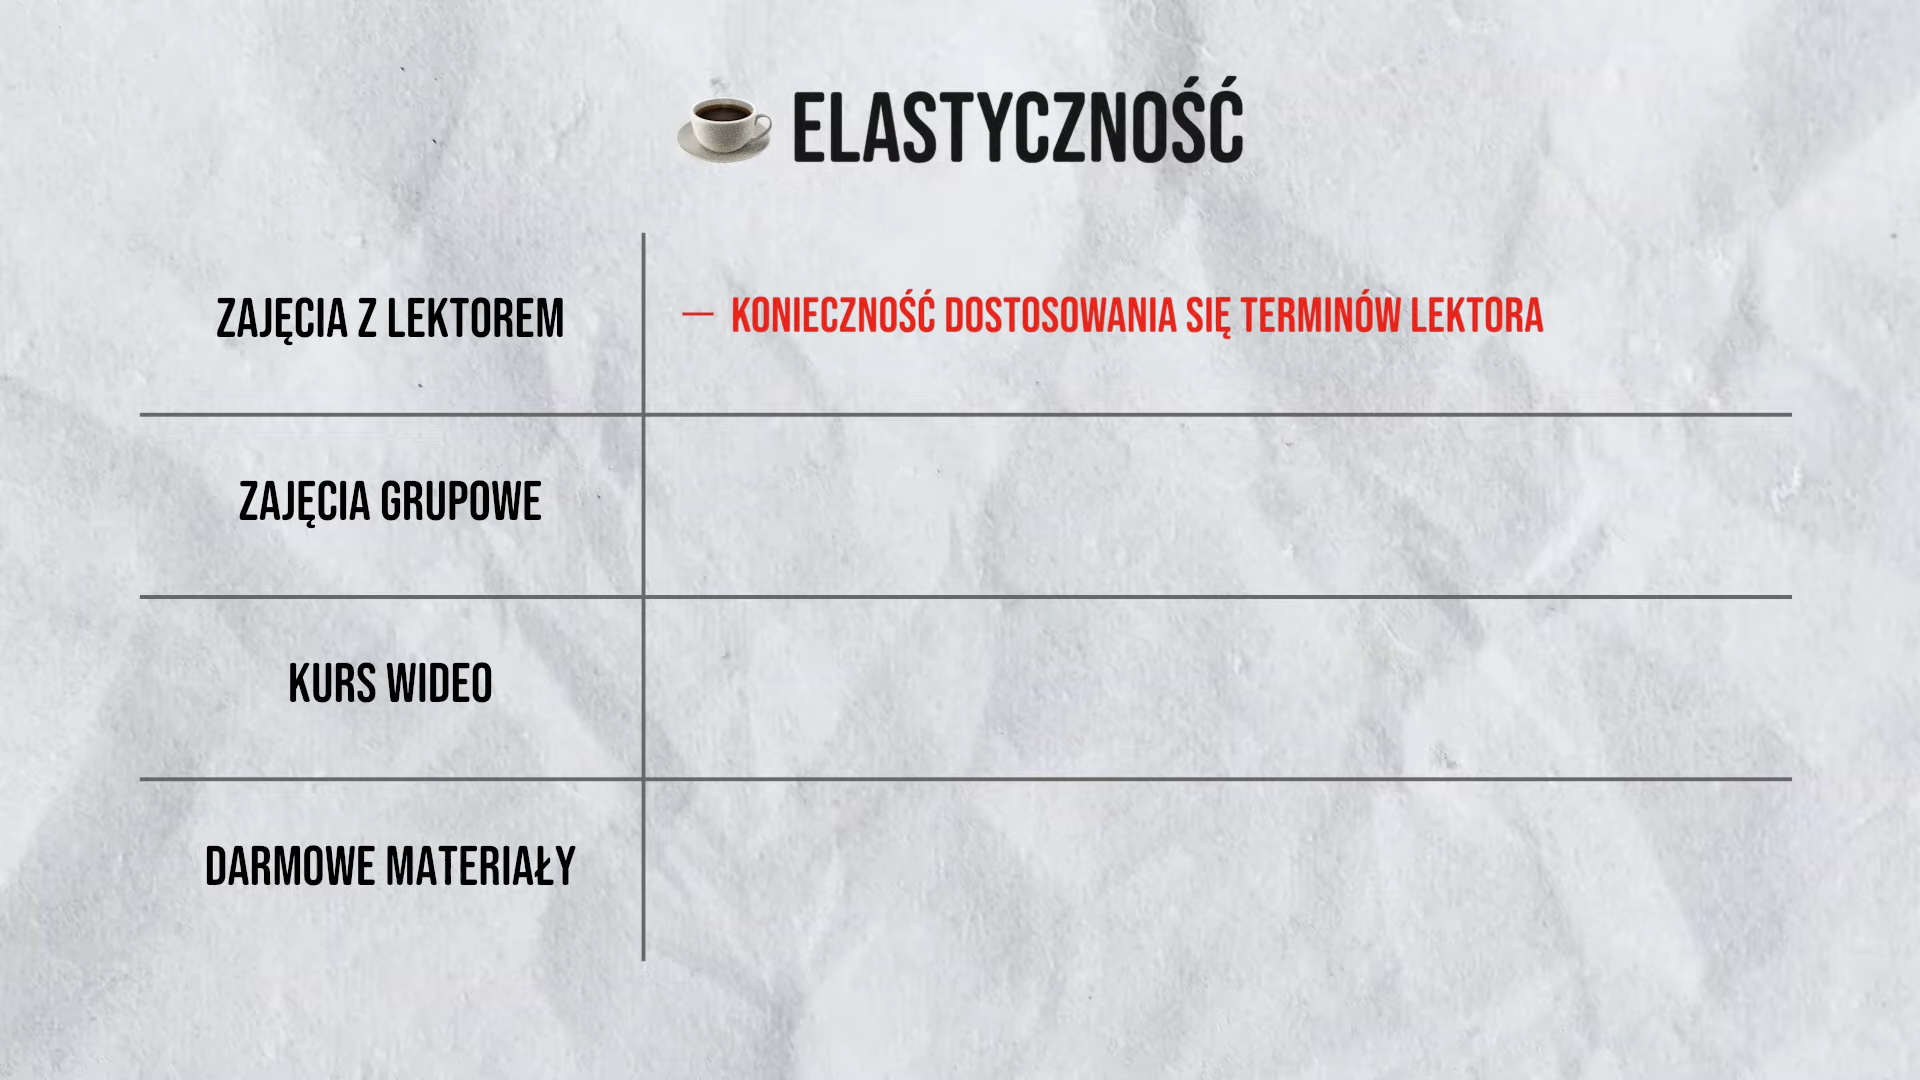 ELASTYCZNOŚĆ
ZAJĘCIA Z LEKTOREM
— KONIECZNOŚĆ DOSTOSOWANIA SIĘ TERMINÓW LEKTORA
ZAJĘCIA GRUPOWE
KURS WIDEO
DARMOWE MATERIAŁY